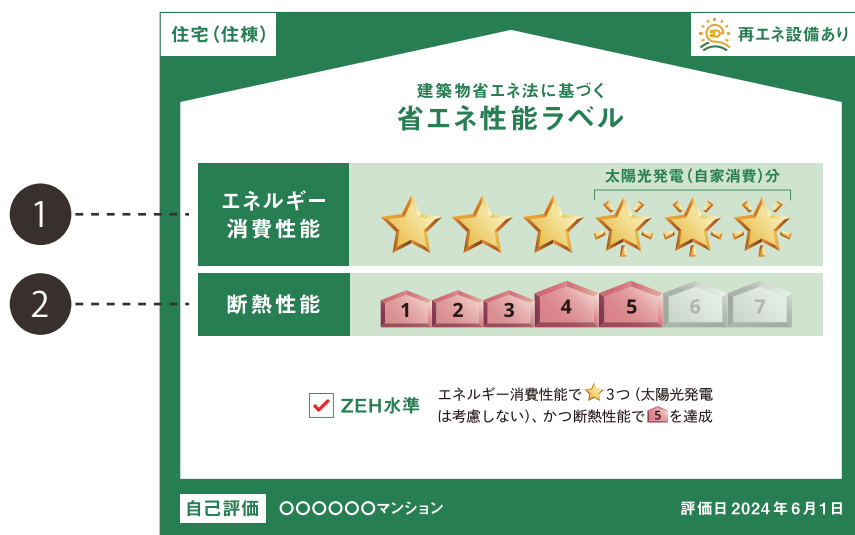 住宅（住棟）
再エネ設備あり
建築物省エネ法に基づく
省エネ性能ラベル
1
エネルギー
消費性能
太陽光発電（自家消費）分
2
断熱性能
1 2 3 4 5 6 7
ZEH水準
エネルギー消費性能で3つ（太陽光発電
は考慮しない）、かつ断熱性能で5を達成
自己評価
〇〇〇〇〇〇マンション
評価日2024年6月1日